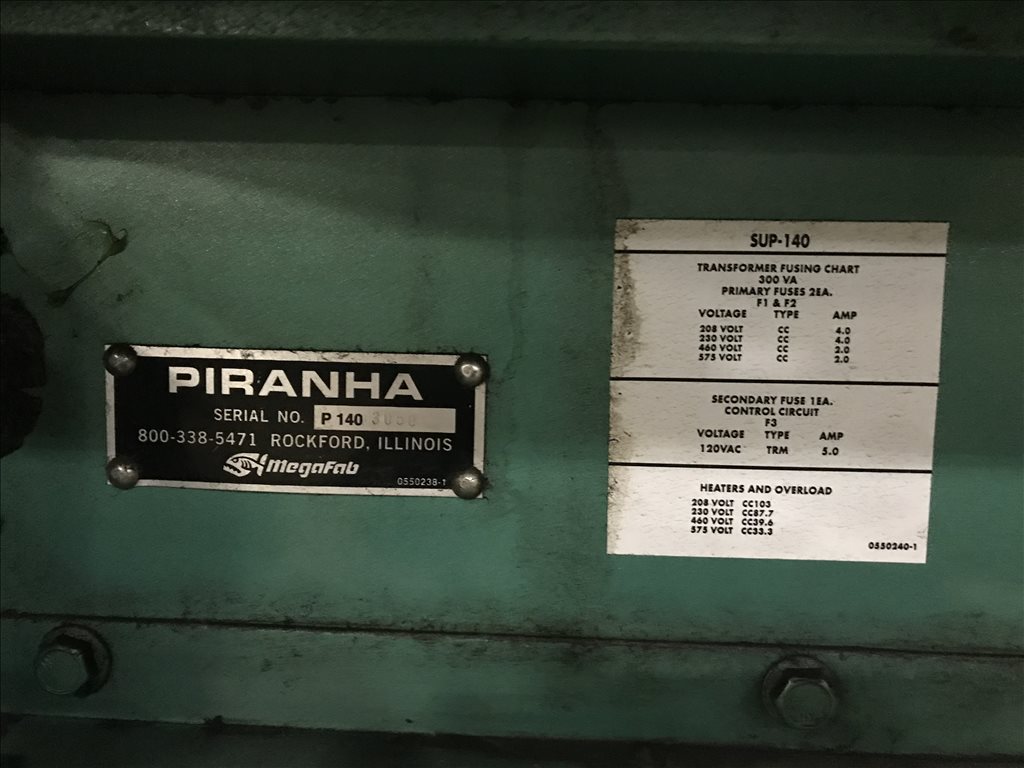 PIRANHA
SERIAL NO. P 140
800-338-5471 ROCKFORD, ILLINOIS
MegaFab
0550238-1
SUP-140
TRANSFORMER FUSING CHART
300 VA
PRIMARY FUSES 2EA.
F1 & F2
VOLTAGE TYPE AMP
208 VOLT CC 4.0
230 VOLT CC 4.0
460 VOLT CC 2.0
575 VOLT CC 2.0
SECONDARY FUSE 1EA.
CONTROL CIRCUIT
F3
VOLTAGE TYPE AMP
120VAC TRM 5.0
HEATERS AND OVERLOAD
208 VOLT CC103
230 VOLT CC87.7
460 VOLT CC39.6
575 VOLT CC33.3
0550240-1